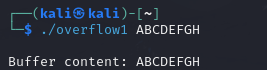 ┌──(kali㉿kali)-[~]
└─$ ./overflow1 ABCDEFGH
Buffer content: ABCDEFGH